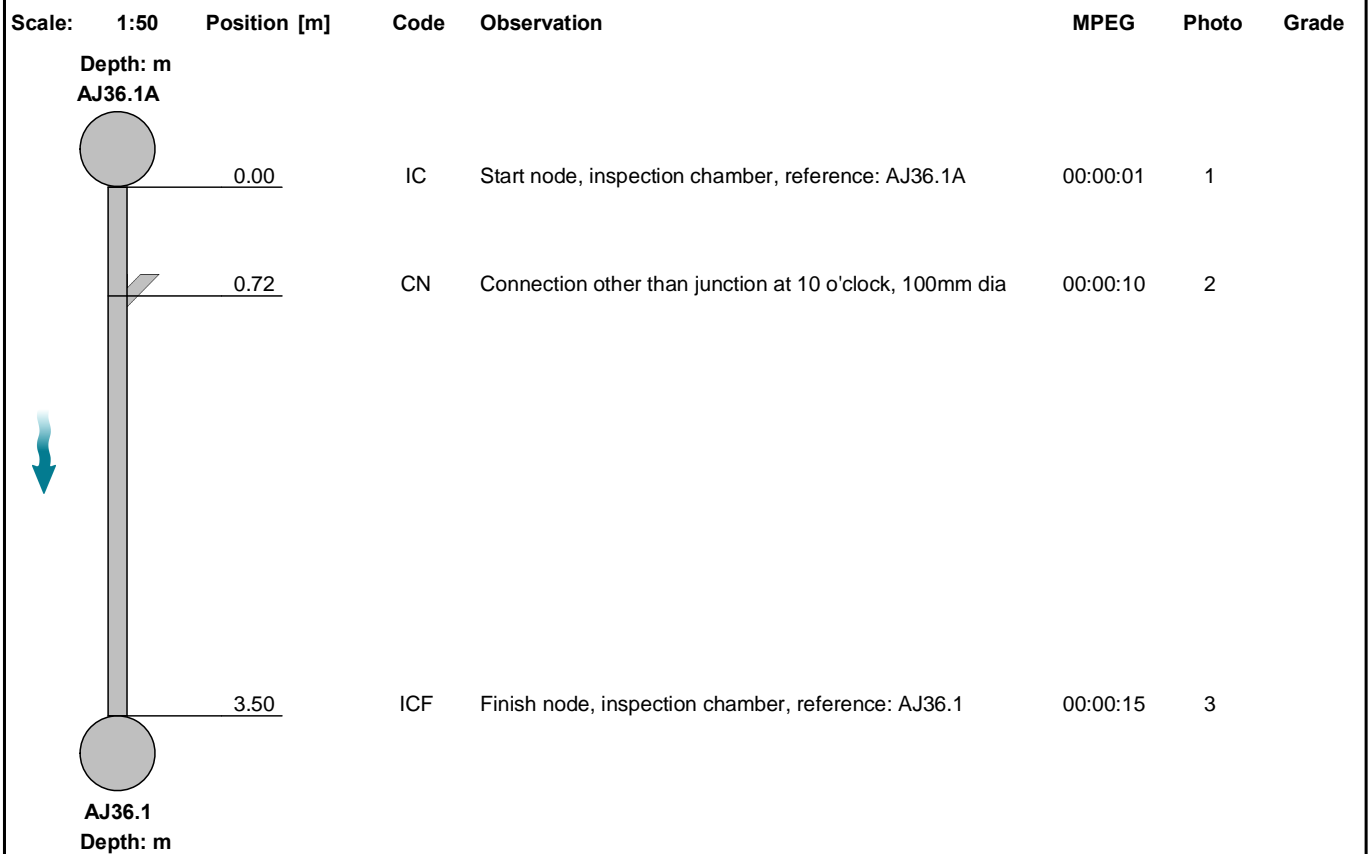 Scale: 1:50 Position [m] Code Observation MPEG Photo Grade
Depth: m
AJ36.1A
0.00 IC Start node, inspection chamber, reference: AJ36.1A 00:00:01 1
0.72 CN Connection other than junction at 10 o'clock, 100mm dia 00:00:10 2
3.50 ICF Finish node, inspection chamber, reference: AJ36.1 00:00:15 3
AJ36.1
Depth: m